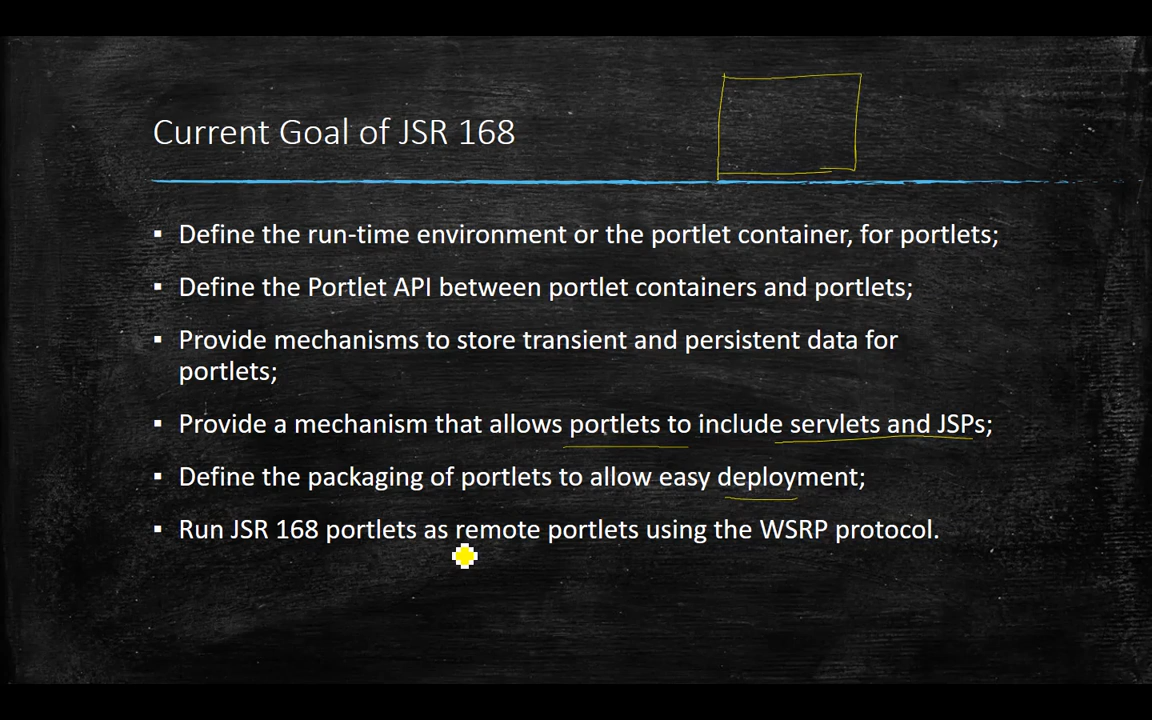 Current Goal of JSR 168
▪ Define the run-time environment or the portlet container, for portlets;
▪ Define the Portlet API between portlet containers and portlets;
▪ Provide mechanisms to store transient and persistent data for
portlets;
▪ Provide a mechanism that allows portlets to include servlets and JSPs;
▪ Define the packaging of portlets to allow easy deployment;
▪ Run JSR 168 portlets as remote portlets using the WSRP protocol.